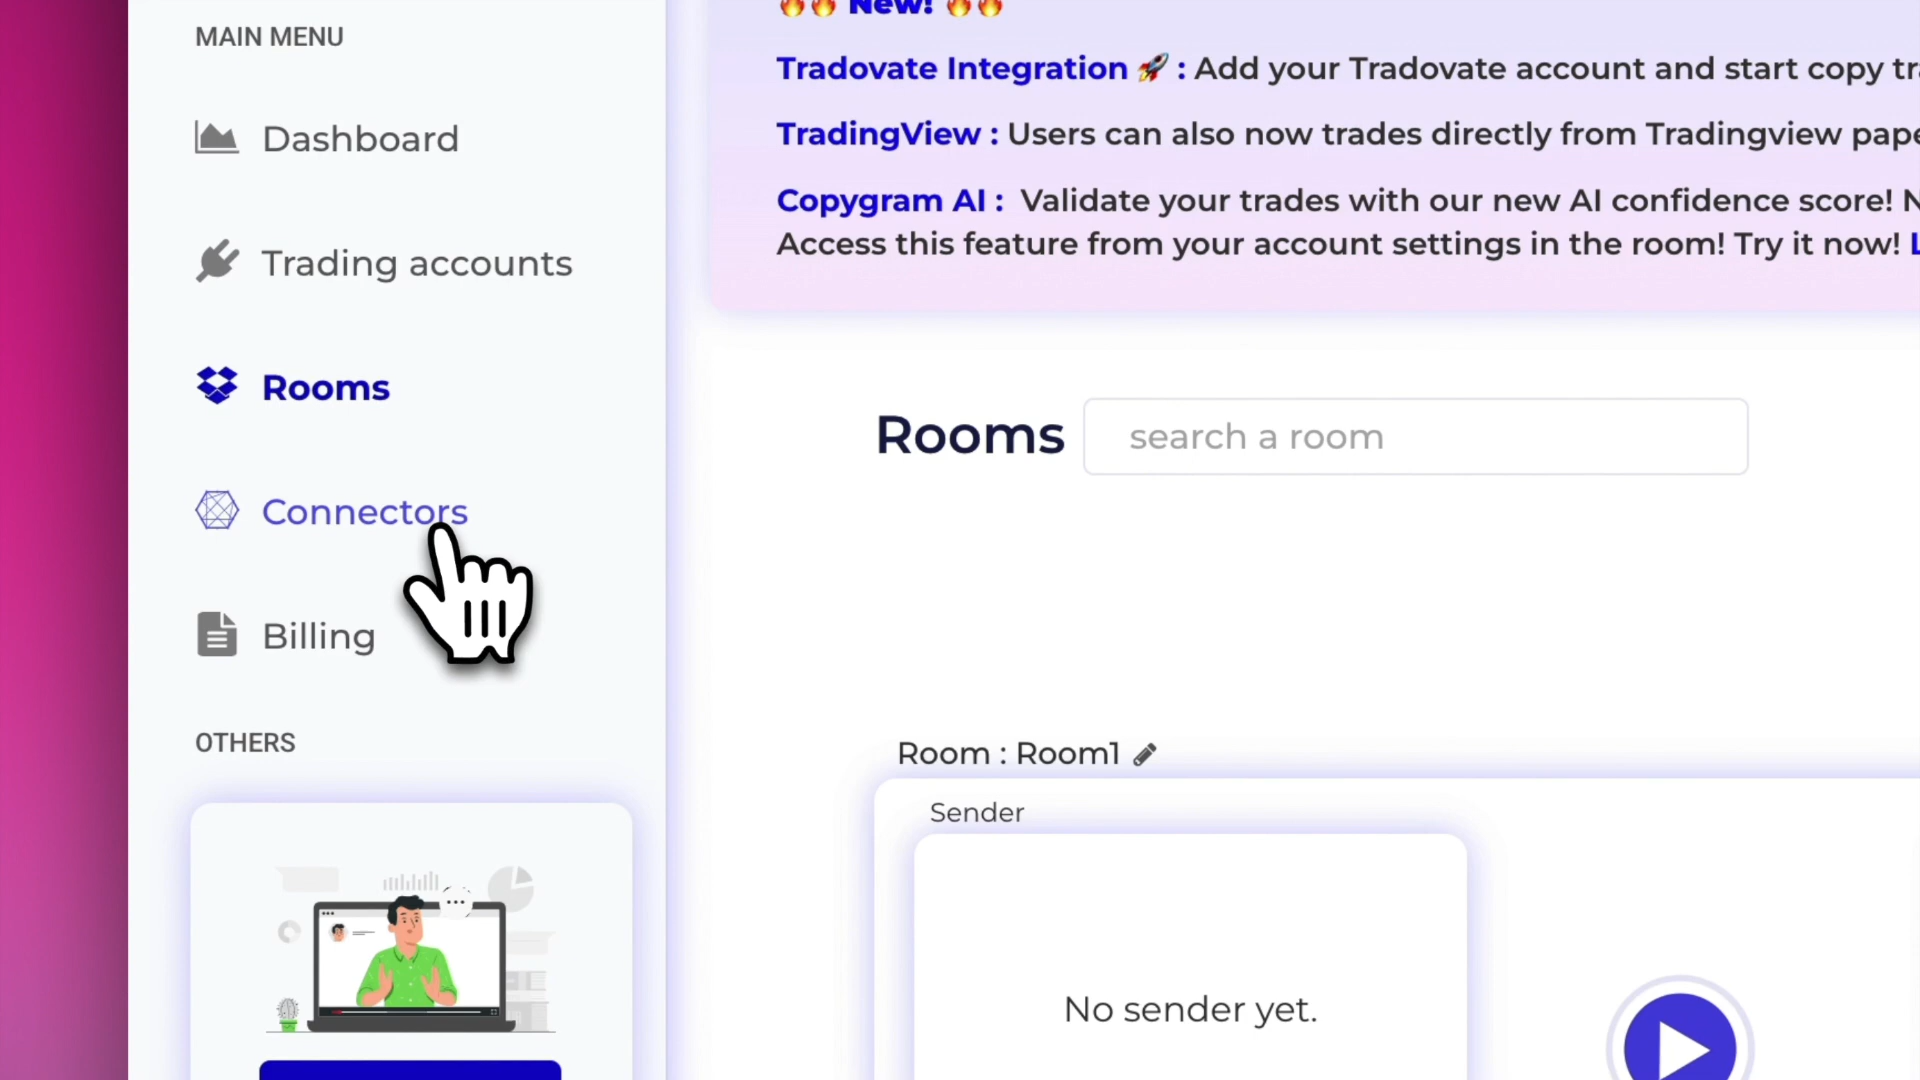 MAIN MENU
Dashboard
Trading accounts
Rooms
Connectors
Billing
OTHERS
🔥🔥 New! 🔥🔥
Tradovate Integration 🚀 : Add your Tradovate account and start copy
TradingView : Users can also now trades directly from Tradingview
Copygram AI : Validate your trades with our new AI confidence score!
Access this feature from your account settings in the room! Try it now!
Rooms
search a room
Room : Room1
Sender
No sender yet.